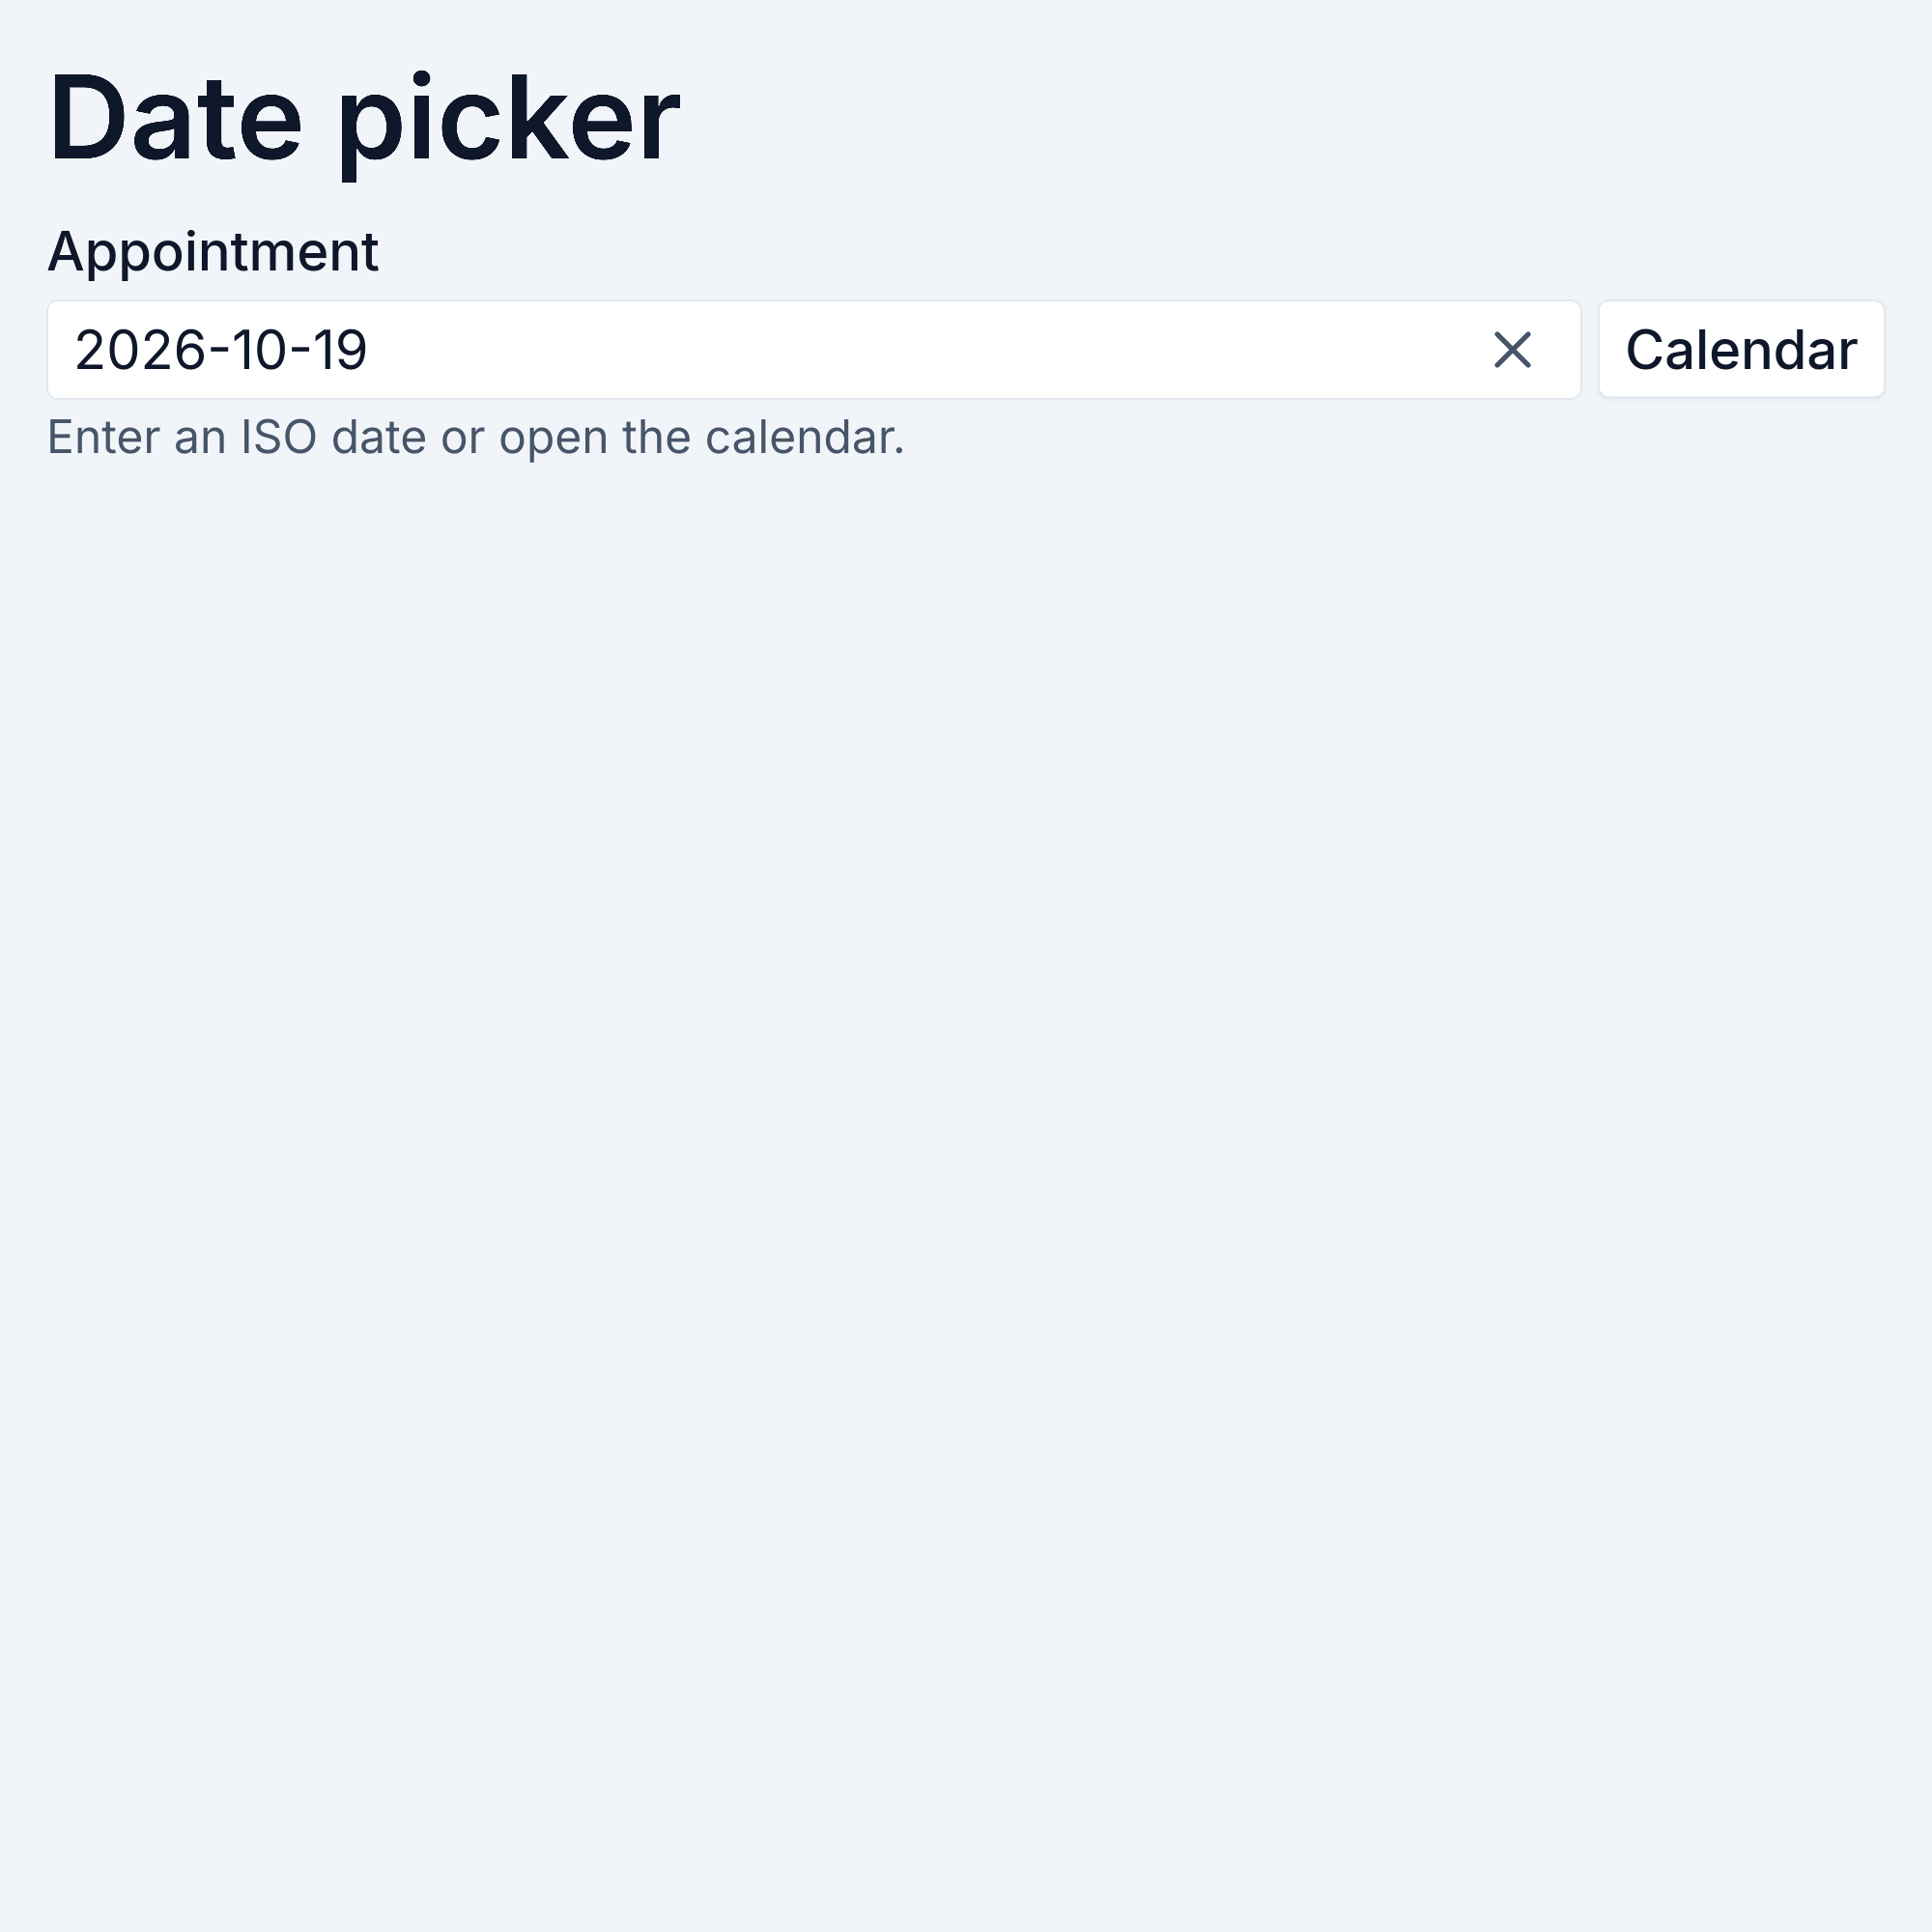 Date picker
Appointment
2026-10-19
Calendar
Enter an ISO date or open the calendar.